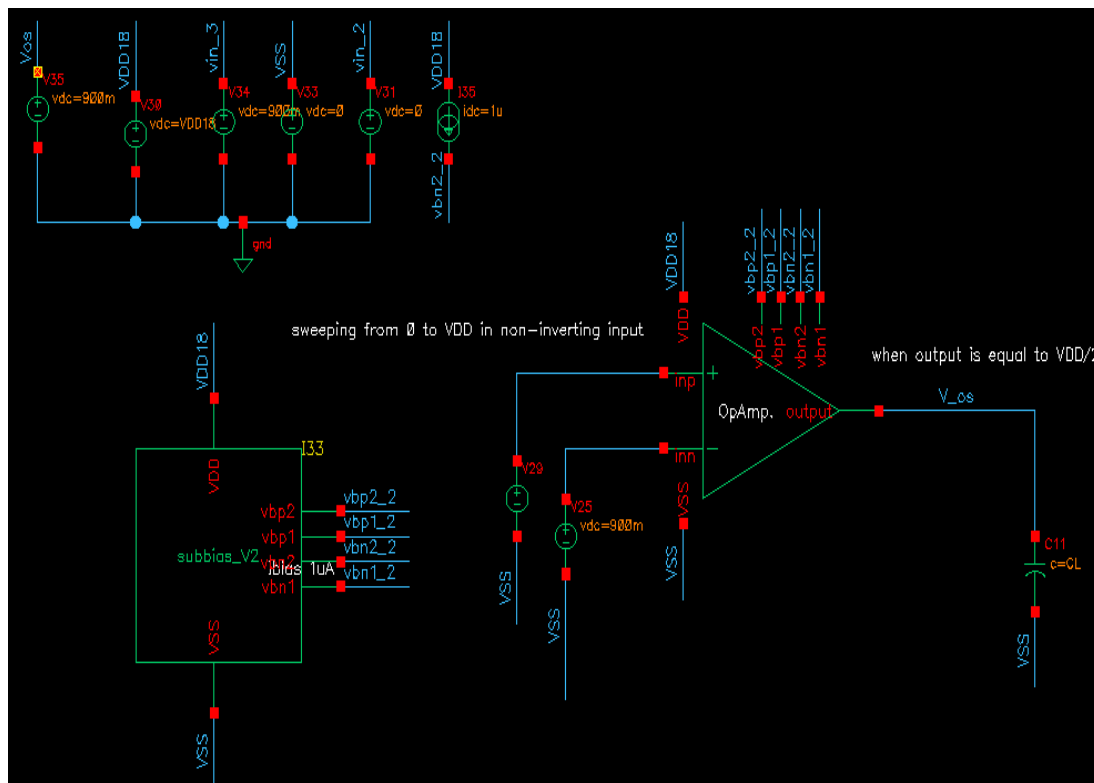 Vos
VDD18
vin_3
VSS
vin_2
VDD18
V35
vdc=900m
V30
vdc=VDD18
V34
vdc=900m
V33
vdc=0
V31
vdc=0
I35
idc=1u
vbn2_2
gnd
VDD18
vbp2_2
vbp1_2
vbn2_2
vbn1_2
sweeping from 0 to VDD in non-inverting input
VDD
vbp2
vbp1
vbn2
vbn1
when output is equal to VDD/2
VDD18
inp
+
OpAmp.
output
V_os
inn
−
VSS
VSS
I33
VDD
vbp2
vbp2_2
vbp1
vbp1_2
subbias_V2
vbn2
vbn2_2
Ibias 1uA
vbn1
vbn1_2
VSS
VSS
V29
VSS
V25
vdc=900m
VSS
C11
c=CL
VSS